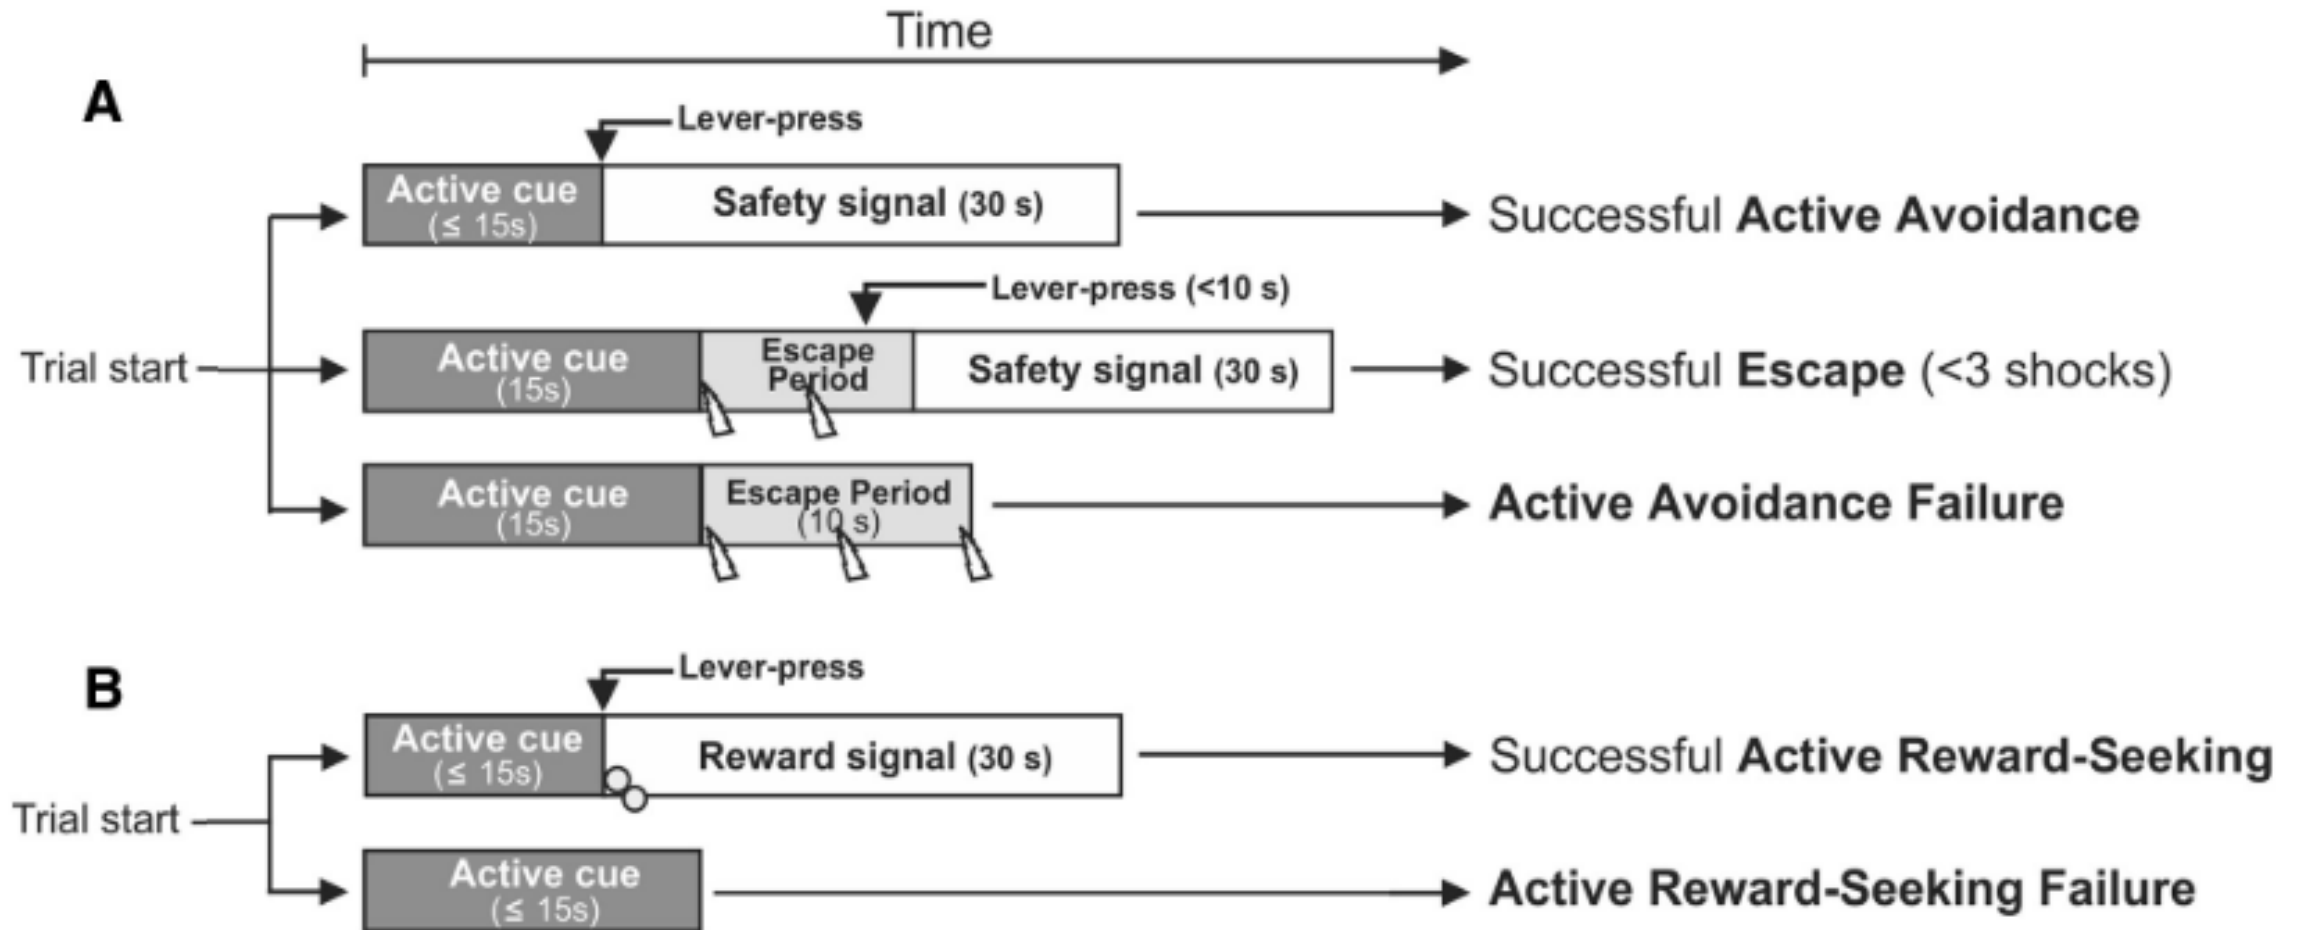 Time
A
Lever-press
Active cue
(≤ 15s)
Safety signal (30 s)
Successful Active Avoidance
Lever-press (<10 s)
Trial start
Active cue
(15s)
Escape
Period
Safety signal (30 s)
Successful Escape (<3 shocks)
Active cue
(15s)
Escape Period
(10 s)
Active Avoidance Failure
B
Lever-press
Active cue
(≤ 15s)
Reward signal (30 s)
Successful Active Reward-Seeking
Trial start
Active cue
(≤ 15s)
Active Reward-Seeking Failure